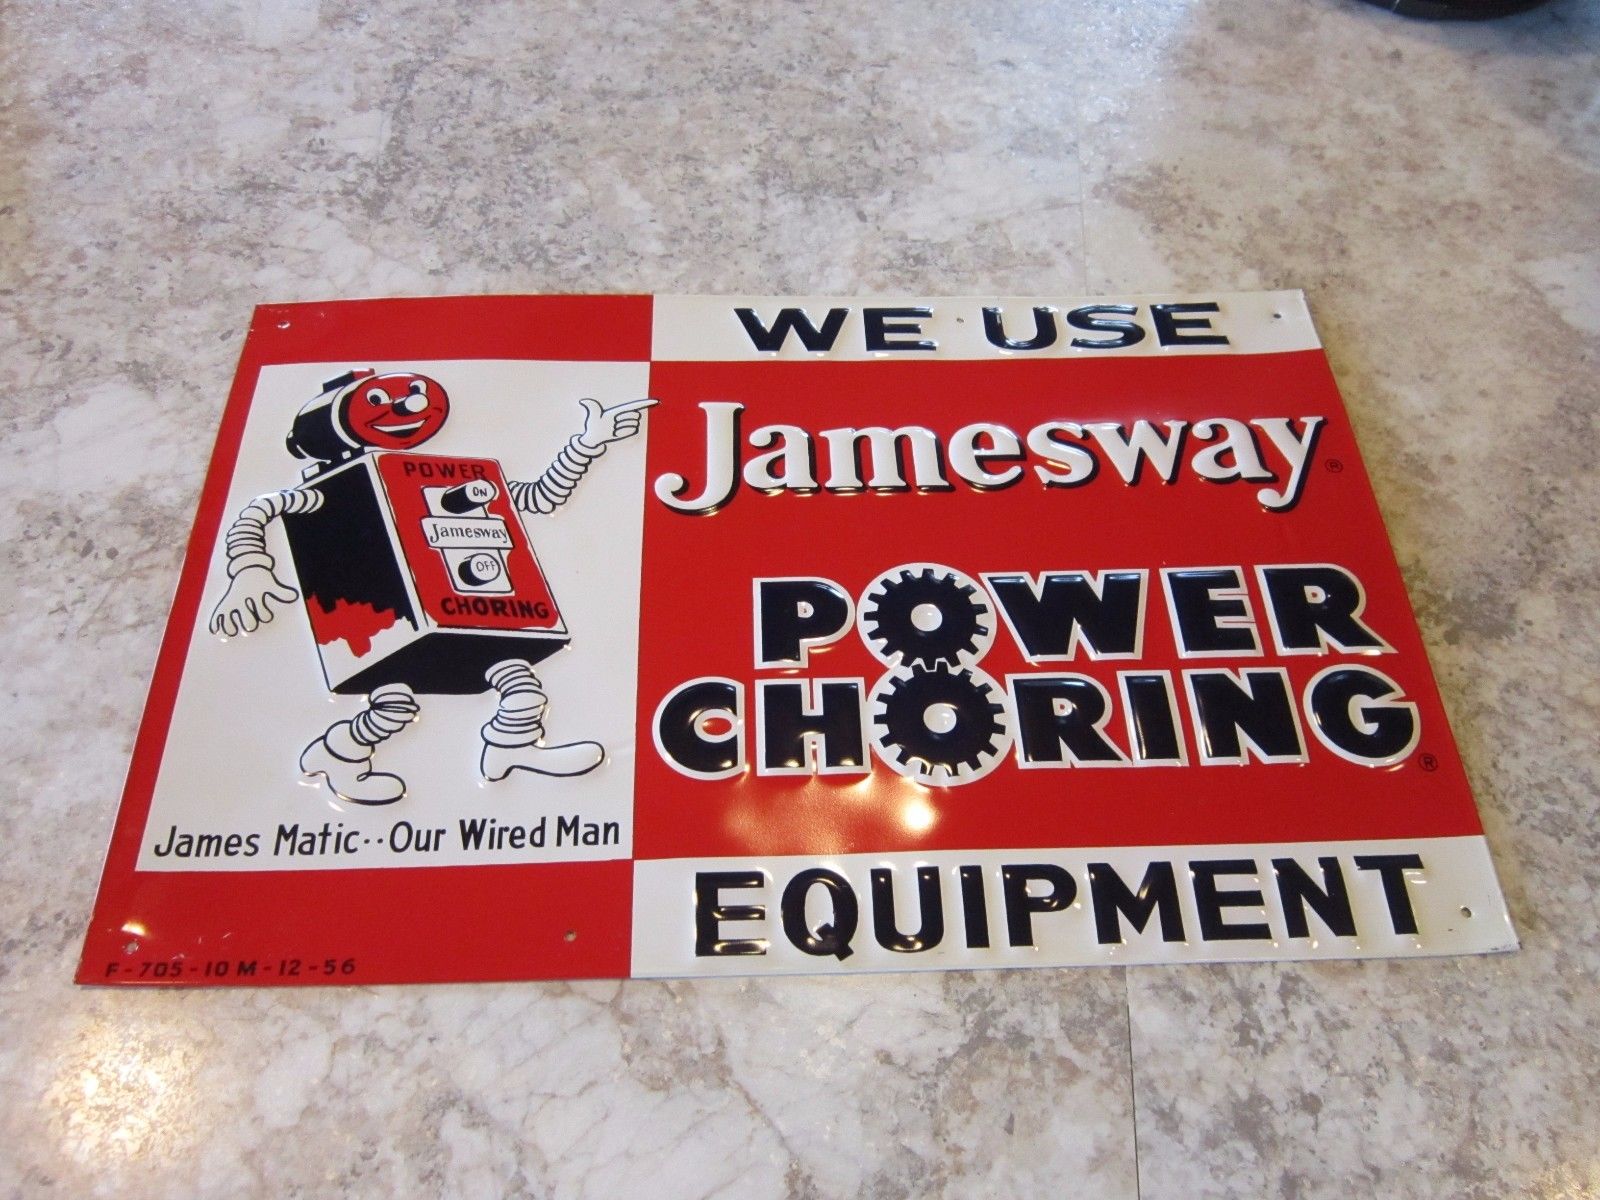 WE USE
Jamesway®
POWER
CHORING®
EQUIPMENT
POWER
ON
Jamesway
OFF
CHORING
James Matic··Our Wired Man
F-705-10M-12-56